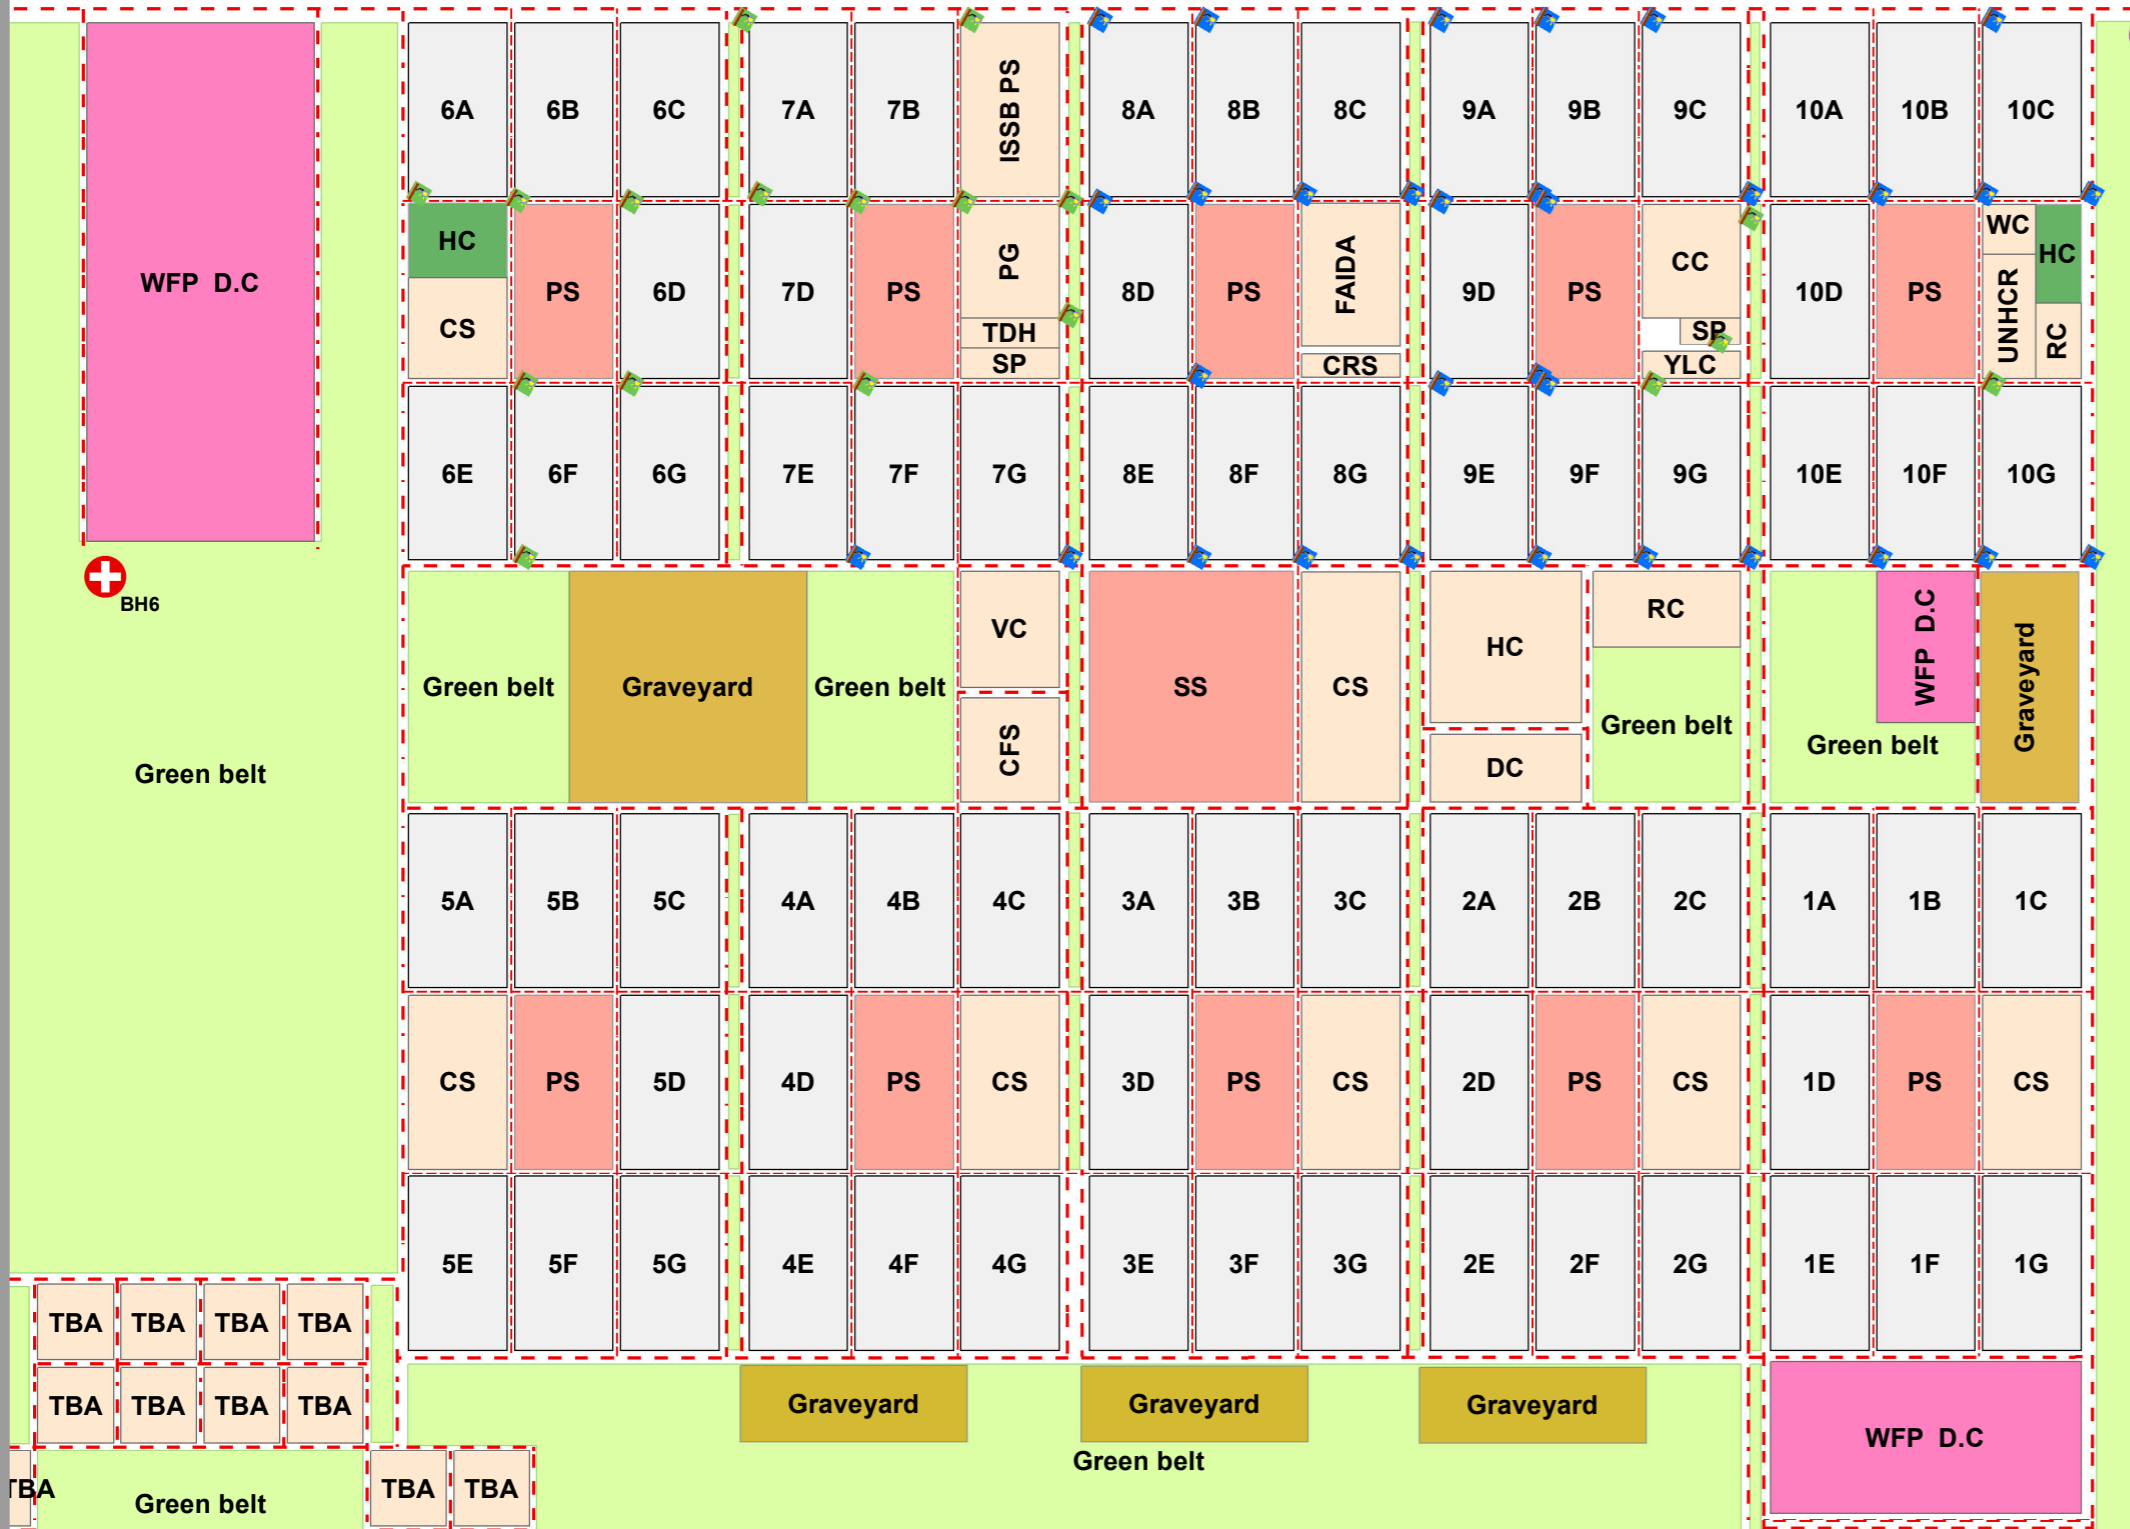 6A 6B 6C 7A 7B ISSB PS 8A 8B 8C 9A 9B 9C 10A 10B 10C
WFP D.C
HC PS 6D 7D PS PG 8D PS FAIDA 9D PS CC 10D PS WC HC
CS TDH SP UNHCR RC
SP CRS YLC
6E 6F 6G 7E 7F 7G 8E 8F 8G 9E 9F 9G 10E 10F 10G
BH6
Green belt Graveyard Green belt VC SS CS HC RC WFP D.C Graveyard
CFS Green belt Green belt
DC
Green belt
5A 5B 5C 4A 4B 4C 3A 3B 3C 2A 2B 2C 1A 1B 1C
CS PS 5D 4D PS CS 3D PS CS 2D PS CS 1D PS CS
5E 5F 5G 4E 4F 4G 3E 3F 3G 2E 2F 2G 1E 1F 1G
TBA TBA TBA TBA
TBA TBA TBA TBA Graveyard Graveyard Graveyard
WFP D.C
Green belt
TBA Green belt TBA TBA